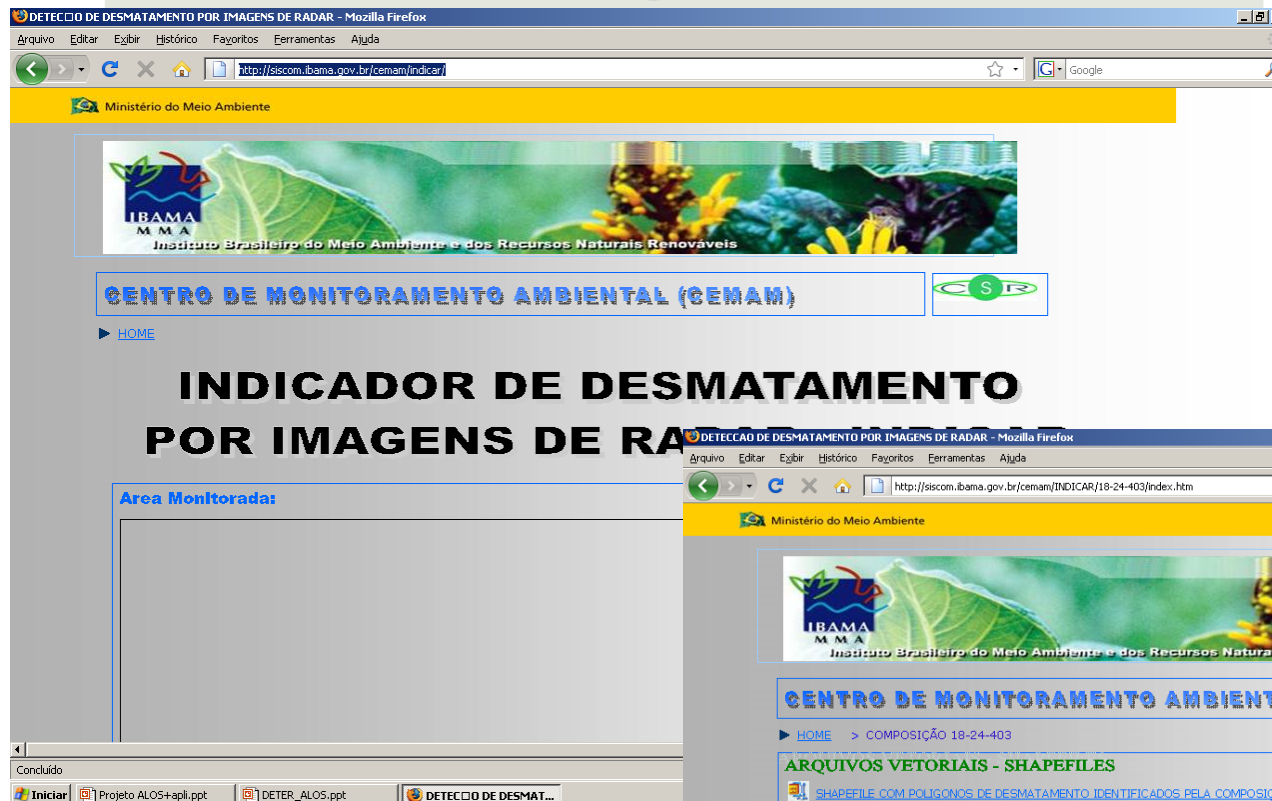 DETEC□O DE DESMATAMENTO POR IMAGENS DE RADAR - Mozilla Firefox
Arquivo Editar Exibir Histórico Favoritos Ferramentas Ajuda
http://siscom.ibama.gov.br/cemam/indicar/
Google
Ministério do Meio Ambiente
IBAMA
M M A
Instituto Brasileiro do Meio Ambiente e dos Recursos Naturais Renováveis
CENTRO DE MONITORAMENTO AMBIENTAL (CEMAM)
CSR
HOME
INDICADOR DE DESMATAMENTO
POR IMAGENS DE RADAR - INDICAR
Area Monitorada:
Concluído
Iniciar Projeto ALOS+apli.ppt DETER_ALOS.ppt DETEC□O DE DESMAT...
DETECCAO DE DESMATAMENTO POR IMAGENS DE RADAR - Mozilla Firefox
Arquivo Editar Exibir Histórico Favoritos Ferramentas Ajuda
http://siscom.ibama.gov.br/cemam/INDICAR/18-24-403/index.htm
Ministério do Meio Ambiente
IBAMA
M M A
Instituto Brasileiro do Meio Ambiente e dos Recursos Natura
CENTRO DE MONITORAMENTO AMBIENT
HOME > COMPOSIÇÃO 18-24-403
ARQUIVOS VETORIAIS - SHAPEFILES
SHAPEFILE COM POLIGONOS DE DESMATAMENTO IDENTIFICADOS PELA COMPOSIC